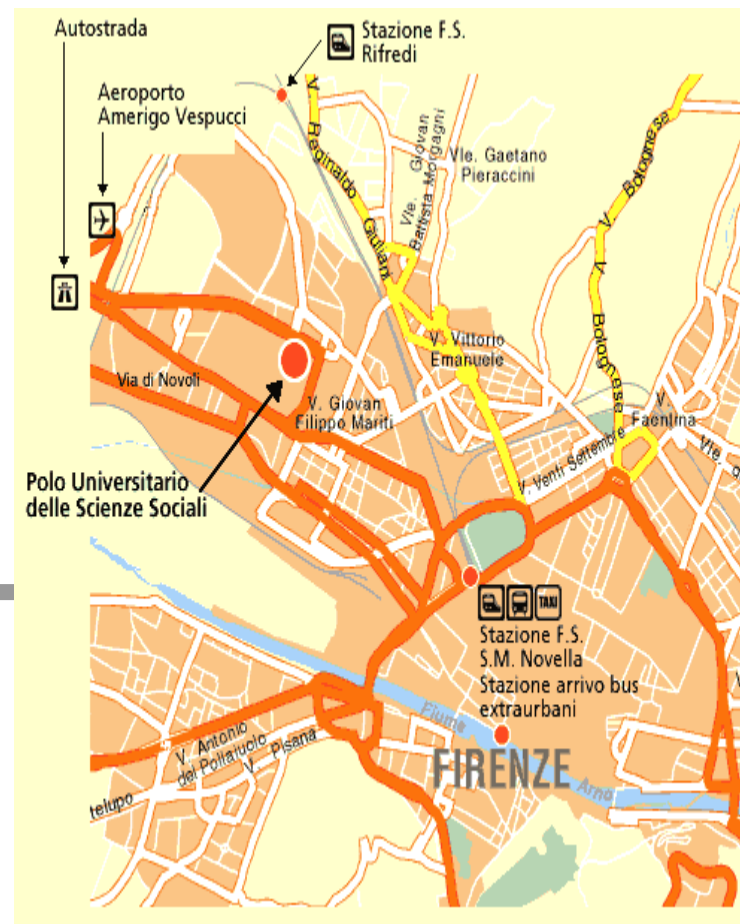 Autostrada
Stazione F.S.
Rifredi
Aeroporto
Amerigo Vespucci
V. Reginaldo Giuliani
Vle. Giovan
Battista Morgagni
Vle. Gaetano
Pieraccini
V. Bolognese
V. Bolognese
V. Vittorio
Emanuele
Via di Novoli
V. Giovan
Filippo Mariti
V.
Faentina
Vle.
V. Venti Settembre
Polo Universitario
delle Scienze Sociali
TAXI
Stazione F.S.
S.M. Novella
Stazione arrivo bus
extraurbani
Fiume
FIRENZE
Arno
V. Antonio
del Pollaiuolo
V. Pisana
telupo